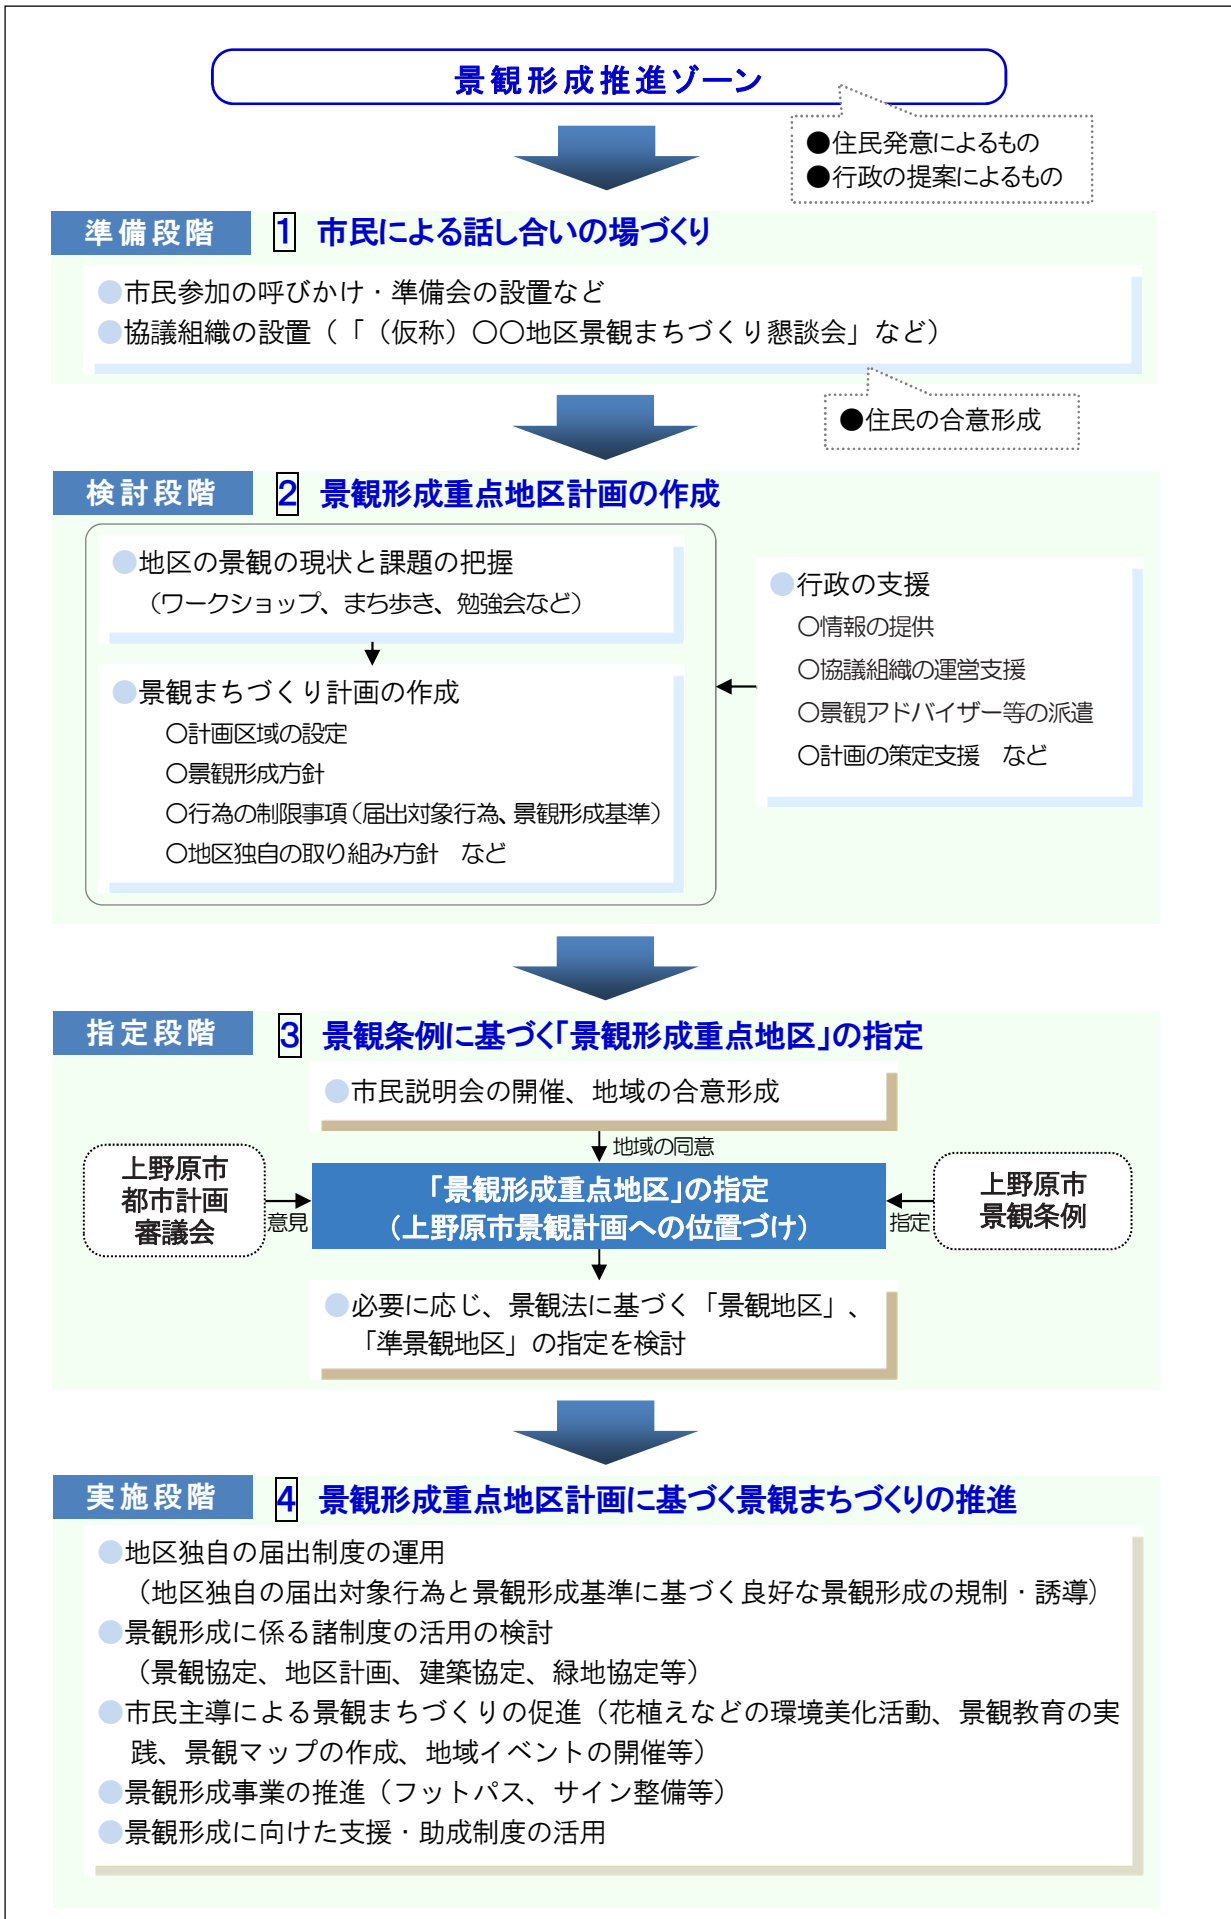 景観形成推進ゾーン
●住民発意によるもの
●行政の提案によるもの
準備段階
1 市民による話し合いの場づくり
●市民参加の呼びかけ・準備会の設置など
●協議組織の設置（「（仮称）〇〇地区景観まちづくり懇談会」など）
●住民の合意形成
検討段階
2 景観形成重点地区計画の作成
●地区の景観の現状と課題の把握
（ワークショップ、まち歩き、勉強会など）
●景観まちづくり計画の作成
〇計画区域の設定
〇景観形成方針
〇行為の制限事項（届出対象行為、景観形成基準）
〇地区独自の取り組み方針　など
●行政の支援
〇情報の提供
〇協議組織の運営支援
〇景観アドバイザー等の派遣
〇計画の策定支援　など
指定段階
3 景観条例に基づく「景観形成重点地区」の指定
●市民説明会の開催、地域の合意形成
地域の同意
上野原市
都市計画
審議会
意見
「景観形成重点地区」の指定
（上野原市景観計画への位置づけ）
指定
上野原市
景観条例
●必要に応じ、景観法に基づく「景観地区」、
「準景観地区」の指定を検討
実施段階
4 景観形成重点地区計画に基づく景観まちづくりの推進
●地区独自の届出制度の運用
（地区独自の届出対象行為と景観形成基準に基づく良好な景観形成の規制・誘導）
●景観形成に係る諸制度の活用の検討
（景観協定、地区計画、建築協定、緑地協定等）
●市民主導による景観まちづくりの促進（花植えなどの環境美化活動、景観教育の実
践、景観マップの作成、地域イベントの開催等）
●景観形成事業の推進（フットパス、サイン整備等）
●景観形成に向けた支援・助成制度の活用